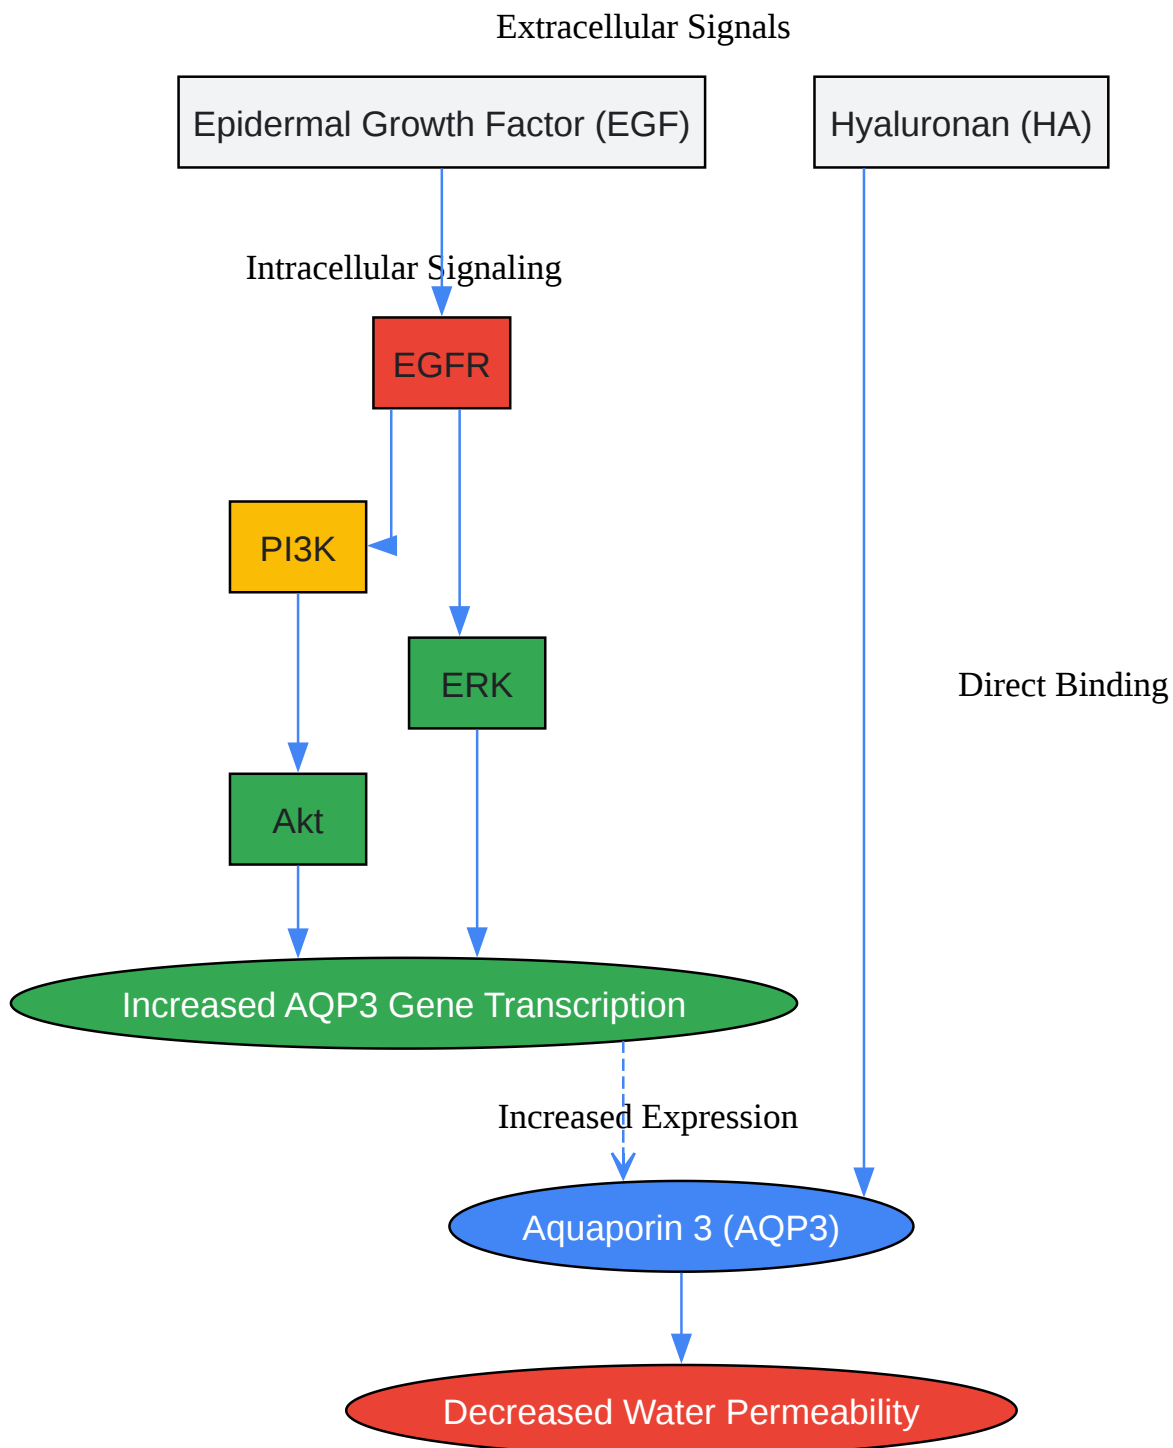 Extracellular Signals
Epidermal Growth Factor (EGF)
Hyaluronan (HA)
Intracellular Signaling
EGFR
PI3K
ERK
Direct Binding
Akt
Increased AQP3 Gene Transcription
Increased Expression
Aquaporin 3 (AQP3)
Decreased Water Permeability